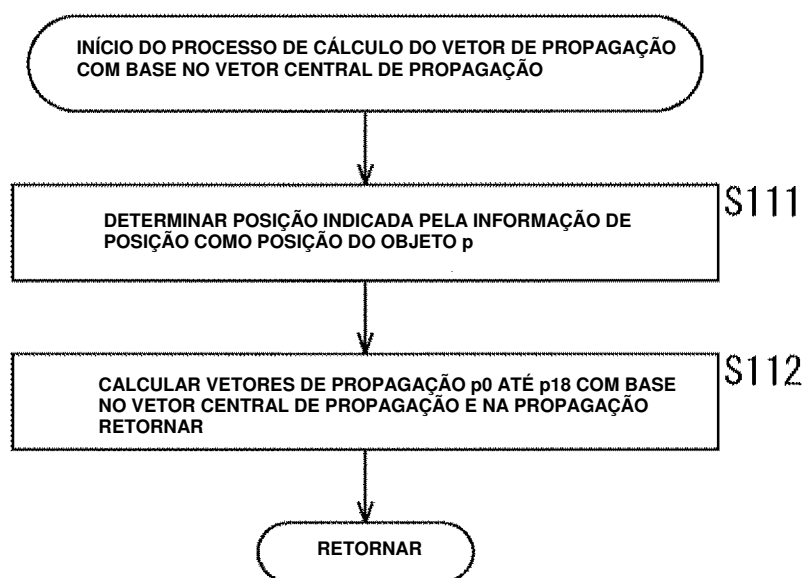 INÍCIO DO PROCESSO DE CÁLCULO DO VETOR DE PROPAGAÇÃO
COM BASE NO VETOR CENTRAL DE PROPAGAÇÃO
S111
DETERMINAR POSIÇÃO INDICADA PELA INFORMAÇÃO DE
POSIÇÃO COMO POSIÇÃO DO OBJETO p
S112
CALCULAR VETORES DE PROPAGAÇÃO p0 ATÉ p18 COM BASE
NO VETOR CENTRAL DE PROPAGAÇÃO E NA PROPAGAÇÃO
RETORNAR
RETORNAR